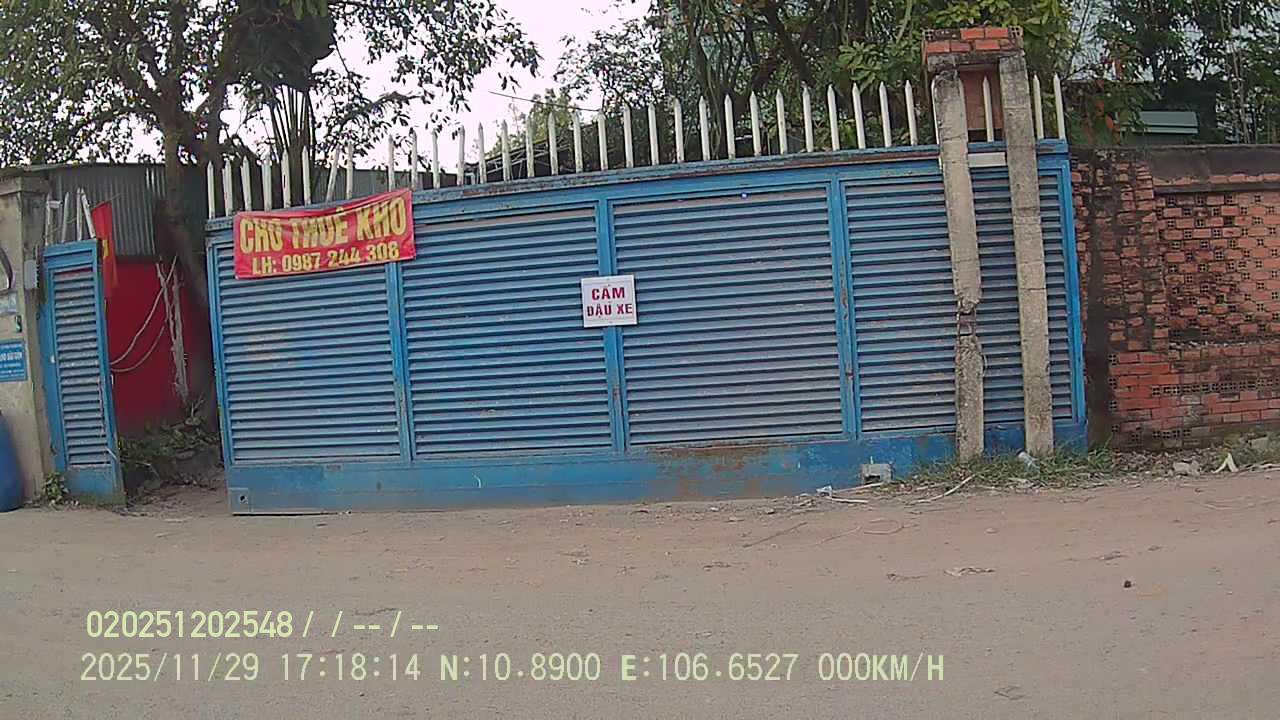 CHO THUÊ KHO
LH: 0987 244 308
CẤM
ĐẬU XE
020251202548 / / -- / --
2025/11/29 17:18:14 N:10.8900 E:106.6527 000KM/H